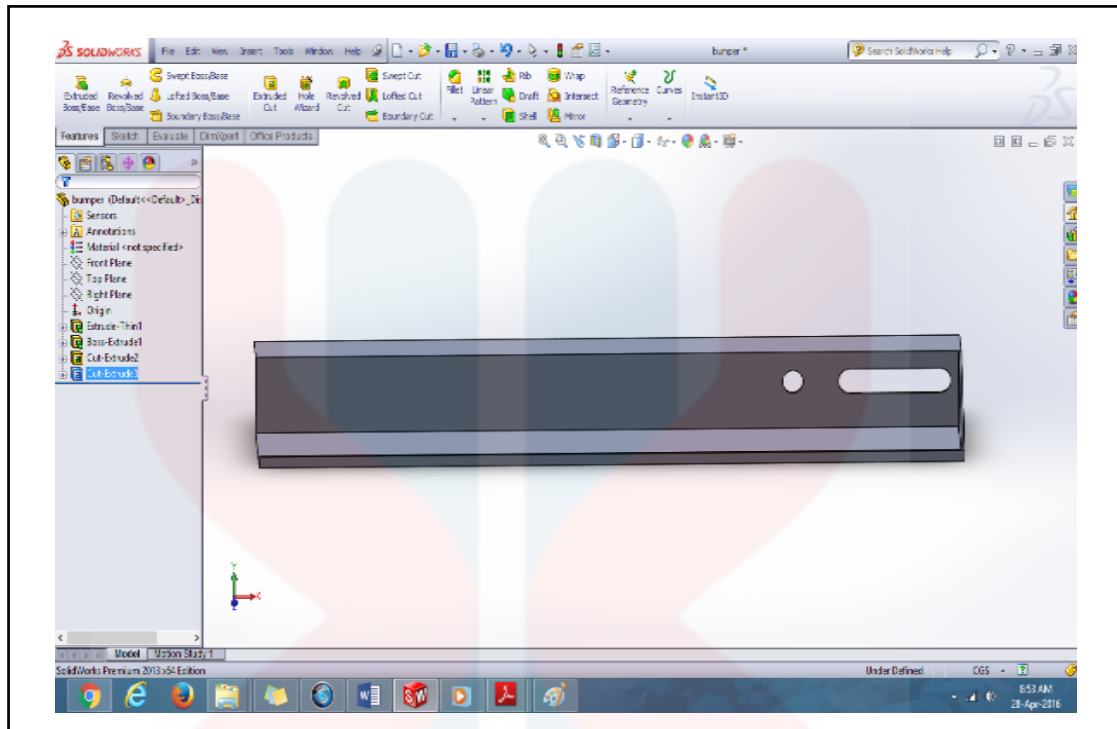 SOLIDWORKS File Edit View Insert Tools Window Help bumper * Search SolidWorks Help
Extruded Boss/Base
Revolved Boss/Base
Swept Boss/Base
Lofted Boss/Base
Boundary Boss/Base
Extruded Cut
Hole Wizard
Revolved Cut
Swept Cut
Lofted Cut
Boundary Cut
Fillet
Linear Pattern
Rib
Draft
Shell
Wrap
Intersect
Mirror
Reference Geometry
Curves
Instant3D
Features Sketch Evaluate DimXpert Office Products
bumper (Default<<Default>_Dis
Sensors
Annotations
Material <not specified>
Front Plane
Top Plane
Right Plane
Origin
Extrude-Thin1
Boss-Extrude1
Cut-Extrude2
Cut-Extrude3
Y
X
Z
Model Motion Study 1
SolidWorks Premium 2013 x64 Edition Under Defined CGS
8:53 AM
28-Apr-2016